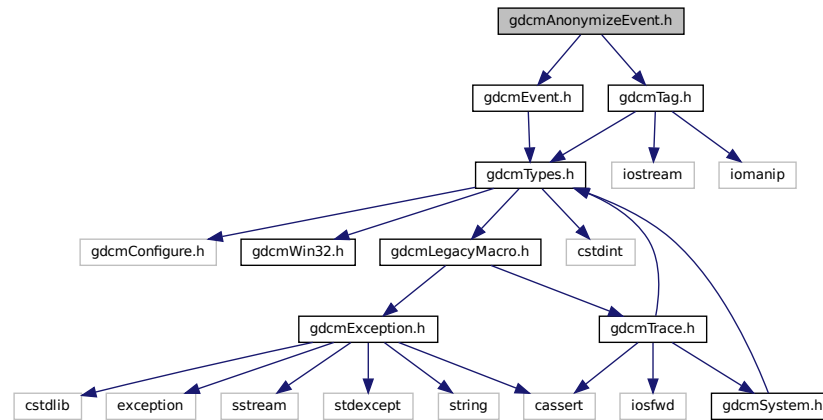 gdcmAnonymizeEvent.h
gdcmEvent.h
gdcmTag.h
gdcmTypes.h
iostream
iomanip
gdcmConfigure.h
gdcmWin32.h
gdcmLegacyMacro.h
cstdint
gdcmException.h
gdcmTrace.h
cstdlib
exception
sstream
stdexcept
string
cassert
iosfwd
gdcmSystem.h